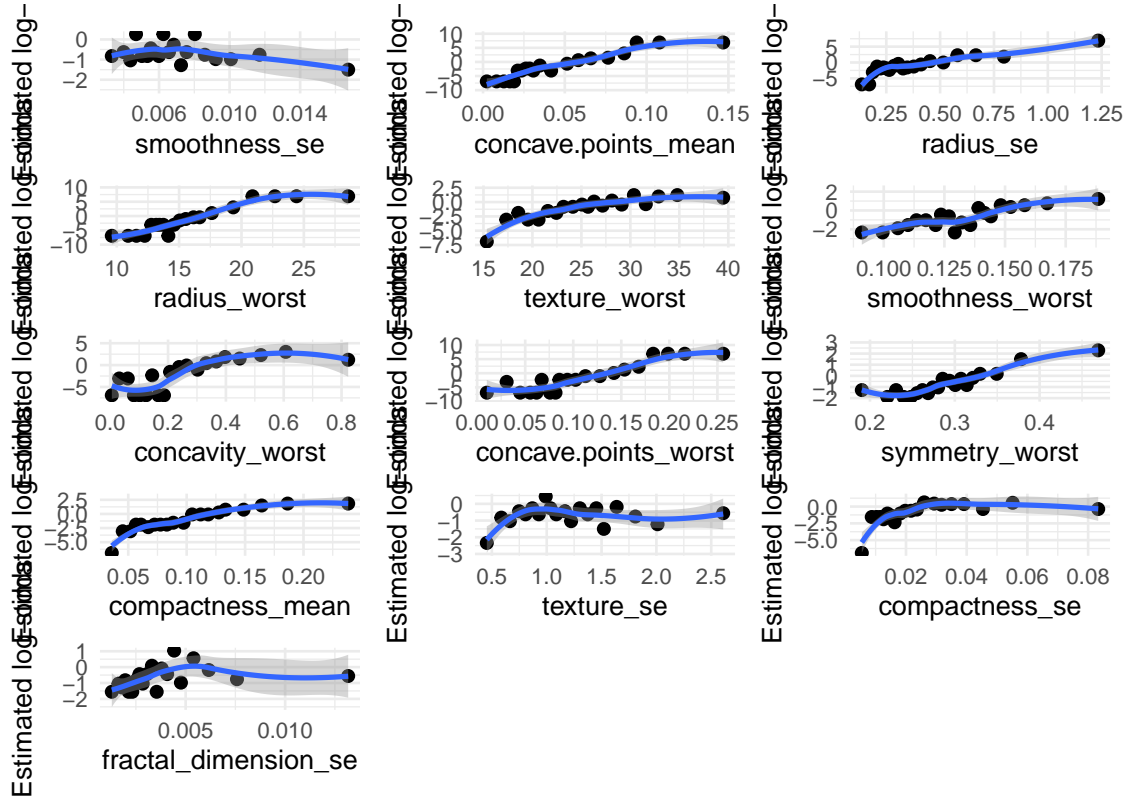 0
−1
−2
0.006 0.010 0.014
smoothness_se
10
5
0
−5
−10
0.00 0.05 0.10 0.15
concave.points_mean
5
0
−5
0.25 0.50 0.75 1.00 1.25
radius_se
10
5
0
−5
−10
10 15 20 25
radius_worst
2.5
0.0
−2.5
−5.0
−7.5
15 20 25 30 35 40
texture_worst
2
0
−2
0.100 0.125 0.150 0.175
smoothness_worst
5
0
−5
0.0 0.2 0.4 0.6 0.8
concavity_worst
10
5
0
−5
−10
0.00 0.05 0.10 0.15 0.20 0.25
concave.points_worst
3
2
1
0
−1
−2
0.2 0.3 0.4
symmetry_worst
2.5
0.0
−2.5
−5.0
0.05 0.10 0.15 0.20
compactness_mean
0
−1
−2
−3
0.5 1.0 1.5 2.0 2.5
texture_se
Estimated log−
0.0
−2.5
−5.0
0.02 0.04 0.06 0.08
compactness_se
Estimated log−
1
0
−1
−2
0.005 0.010
fractal_dimension_se
Estimated log−